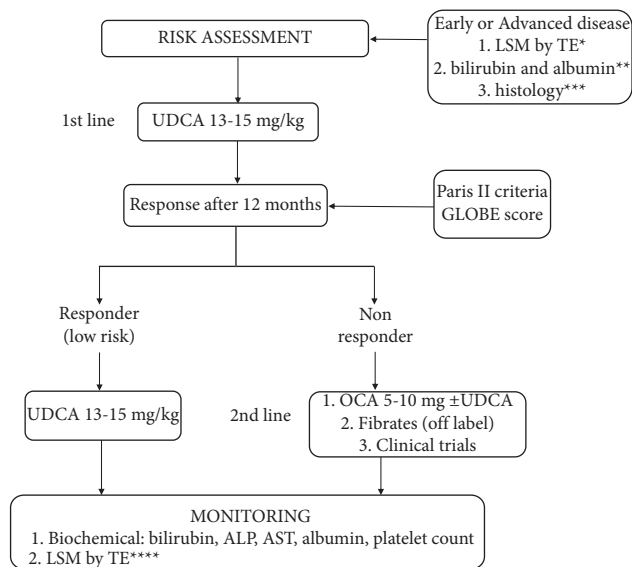 RISK ASSESSMENT
Early or Advanced disease
1. LSM by TE*
2. bilirubin and albumin**
3. histology***
1st line
UDCA 13-15 mg/kg
Response after 12 months
Paris II criteria
GLOBE score
Responder
(low risk)
Non
responder
UDCA 13-15 mg/kg
2nd line
1. OCA 5-10 mg ±UDCA
2. Fibrates (off label)
3. Clinical trials
MONITORING
1. Biochemical: bilirubin, ALP, AST, albumin, platelet count
2. LSM by TE****